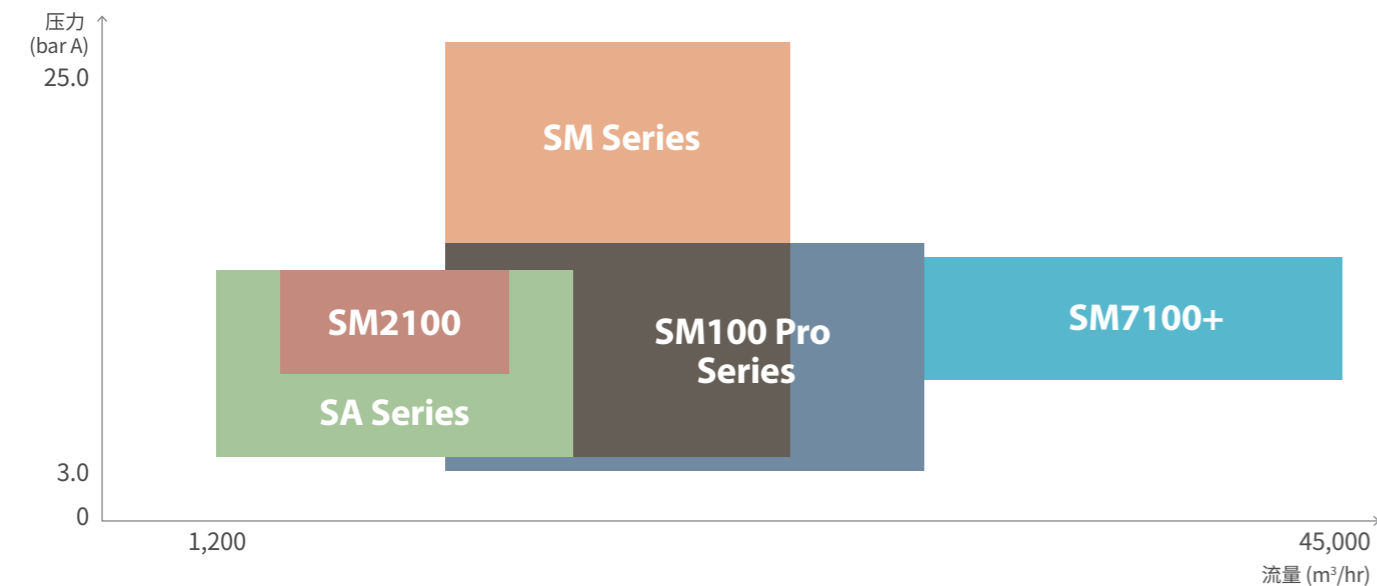 压力
(bar A)
25.0
SM Series
SM2100
SM100 Pro
Series
SM7100+
SA Series
3.0
0
1,200
45,000
流量 (m³/hr)